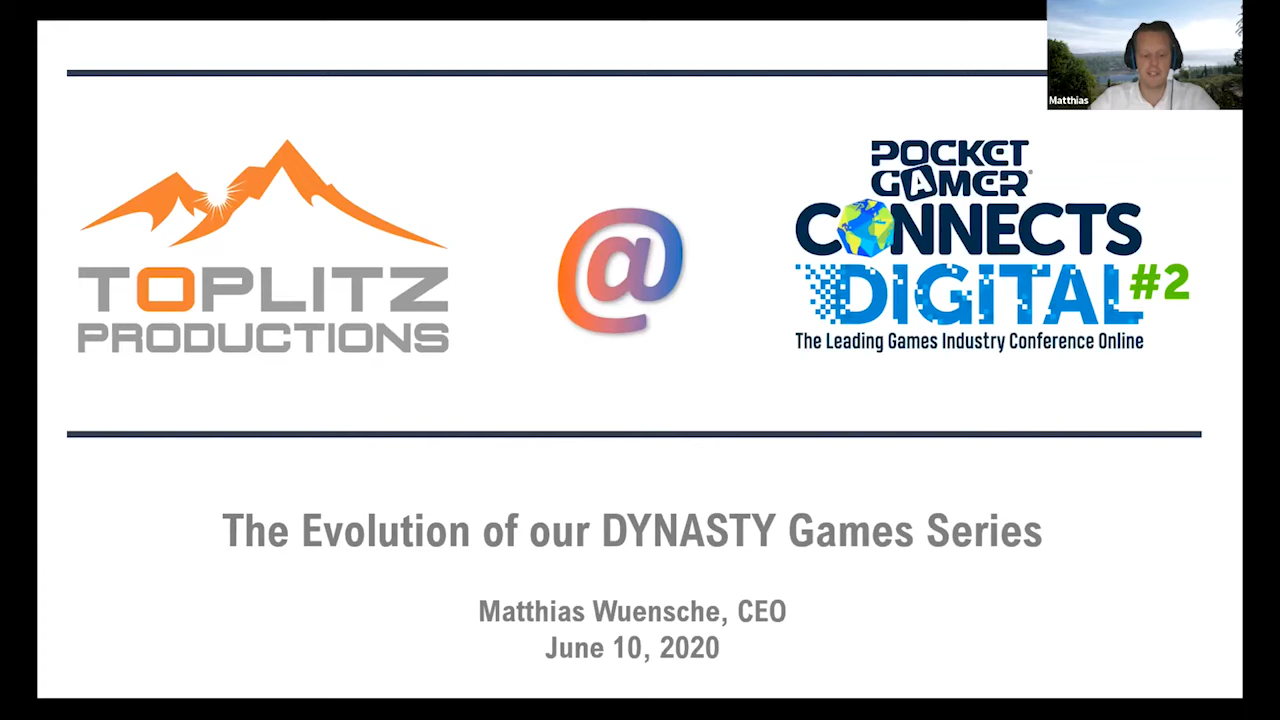 Matthias
TOPLITZ
PRODUCTIONS
@
POCKET
GAMER®
CONNECTS
DIGITAL #2
The Leading Games Industry Conference Online
The Evolution of our DYNASTY Games Series
Matthias Wuensche, CEO
June 10, 2020